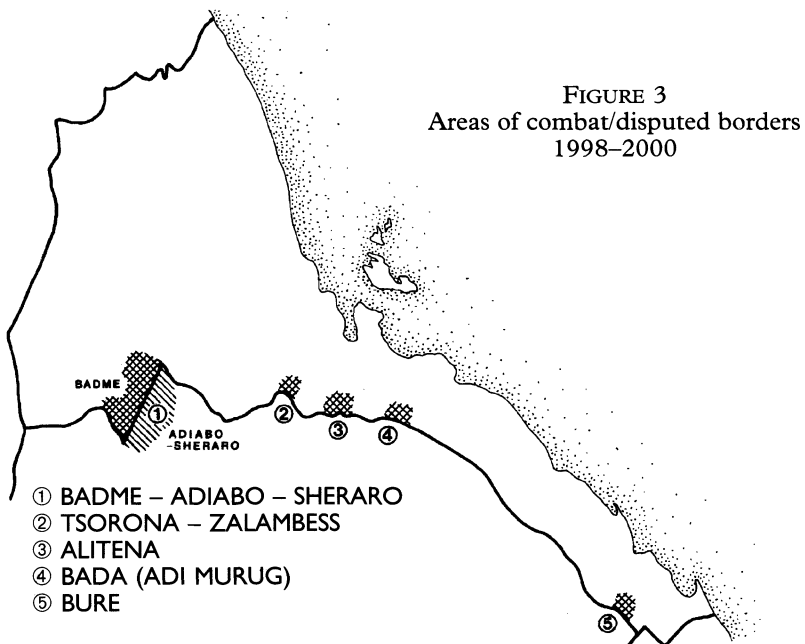 FIGURE 3
Areas of combat/disputed borders
1998–2000
BADME
①
ADIABO
-SHERARO
②
③
④
⑤
① BADME – ADIABO – SHERARO
② TSORONA – ZALAMBESS
③ ALITENA
④ BADA (ADI MURUG)
⑤ BURE